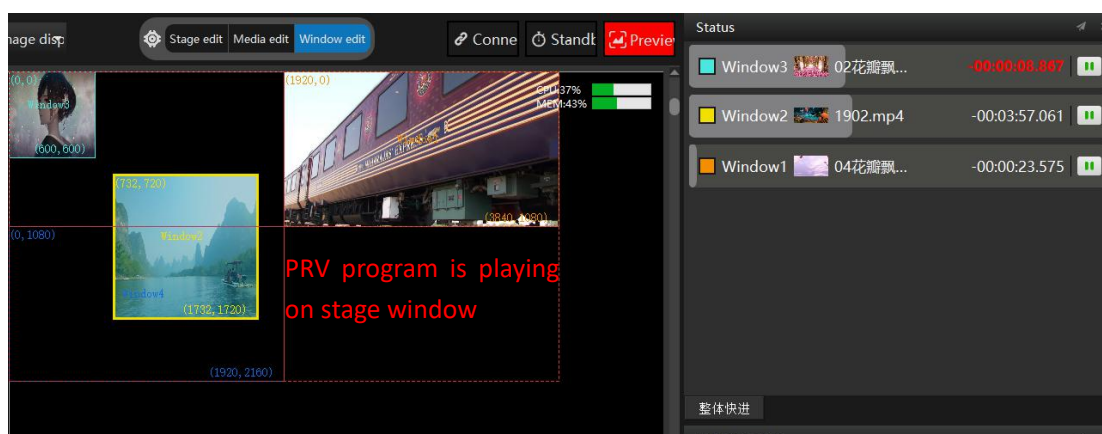 nage disp
Stage edit
Media edit
Window edit
Conne
Standb
Previe
Status
(0, 0)
Window3
(600, 600)
(1920, 0)
CPU:37%
MEM:43%
(3840, 1080)
(732, 720)
Window2
Window4
(1732, 1720)
(0, 1080)
(1920, 2160)
PRV program is playing
on stage window
Window3 02花瓣飘... -00:00:08.867
Window2 1902.mp4 -00:03:57.061
Window1 04花瓣飘... -00:00:23.575
整体快进